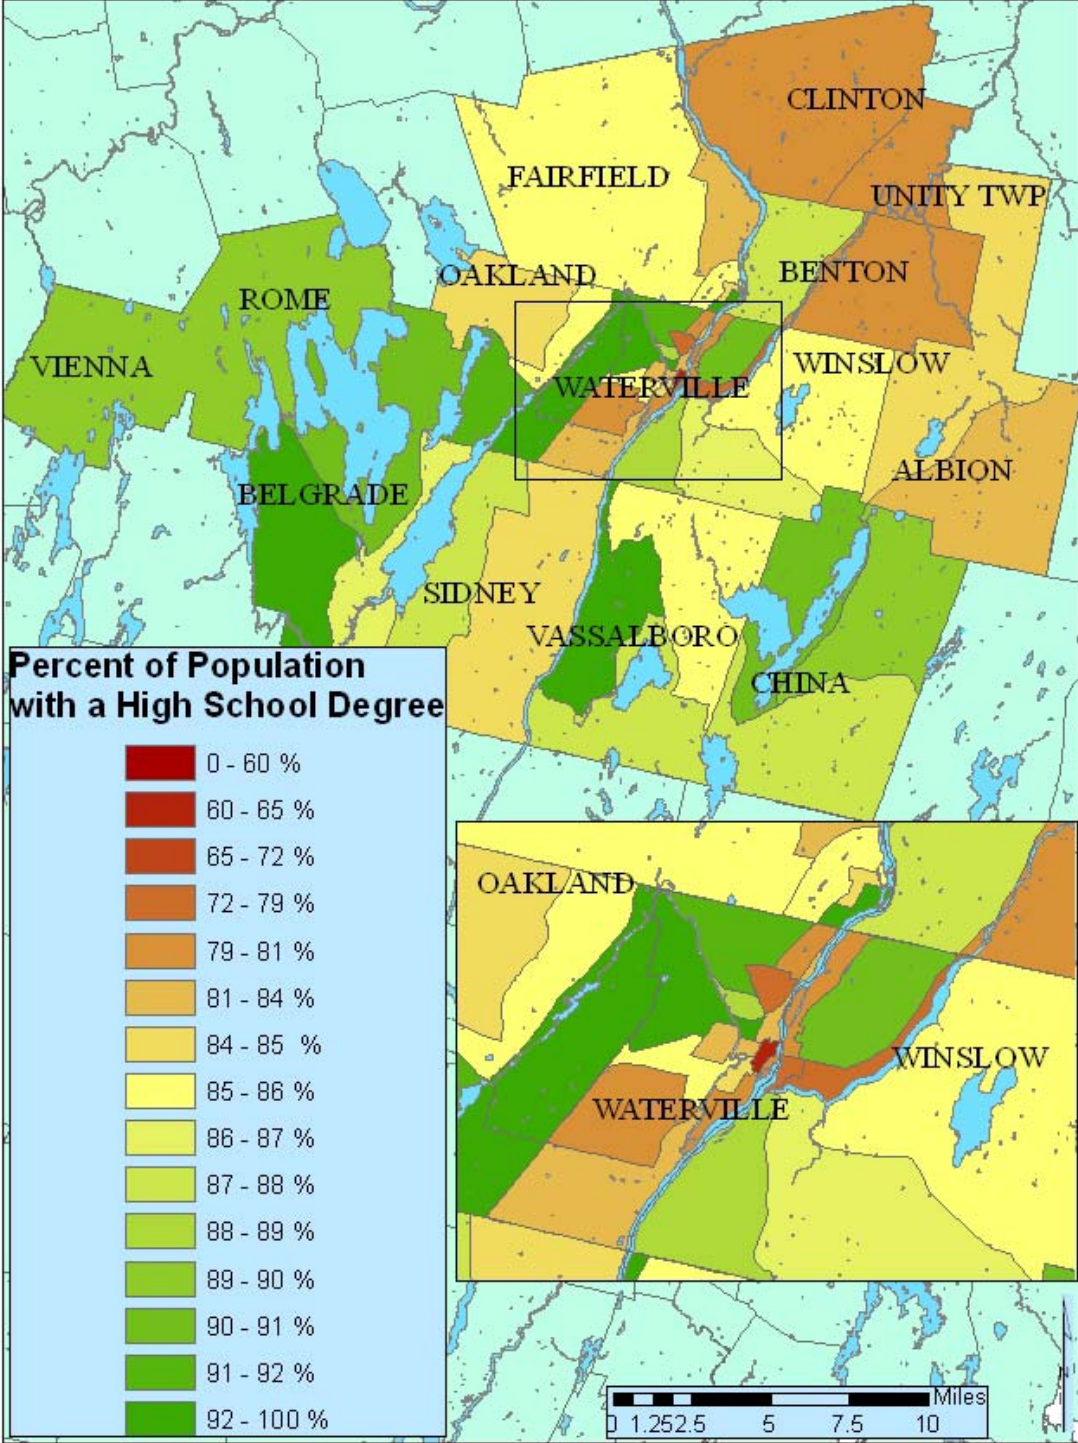 CLINTON
FAIRFIELD
UNITY TWP
OAKLAND
BENTON
ROME
VIENNA
WINSLOW
WATERVILLE
ALBION
BELGRADE
SIDNEY
VASSALBORO
CHINA
Percent of Population
with a High School Degree
0 - 60 %
60 - 65 %
65 - 72 %
72 - 79 %
79 - 81 %
81 - 84 %
84 - 85 %
85 - 86 %
86 - 87 %
87 - 88 %
88 - 89 %
89 - 90 %
90 - 91 %
91 - 92 %
92 - 100 %
OAKLAND
WINSLOW
WATERVILLE
Miles
0 1.25 2.5 5 7.5 10